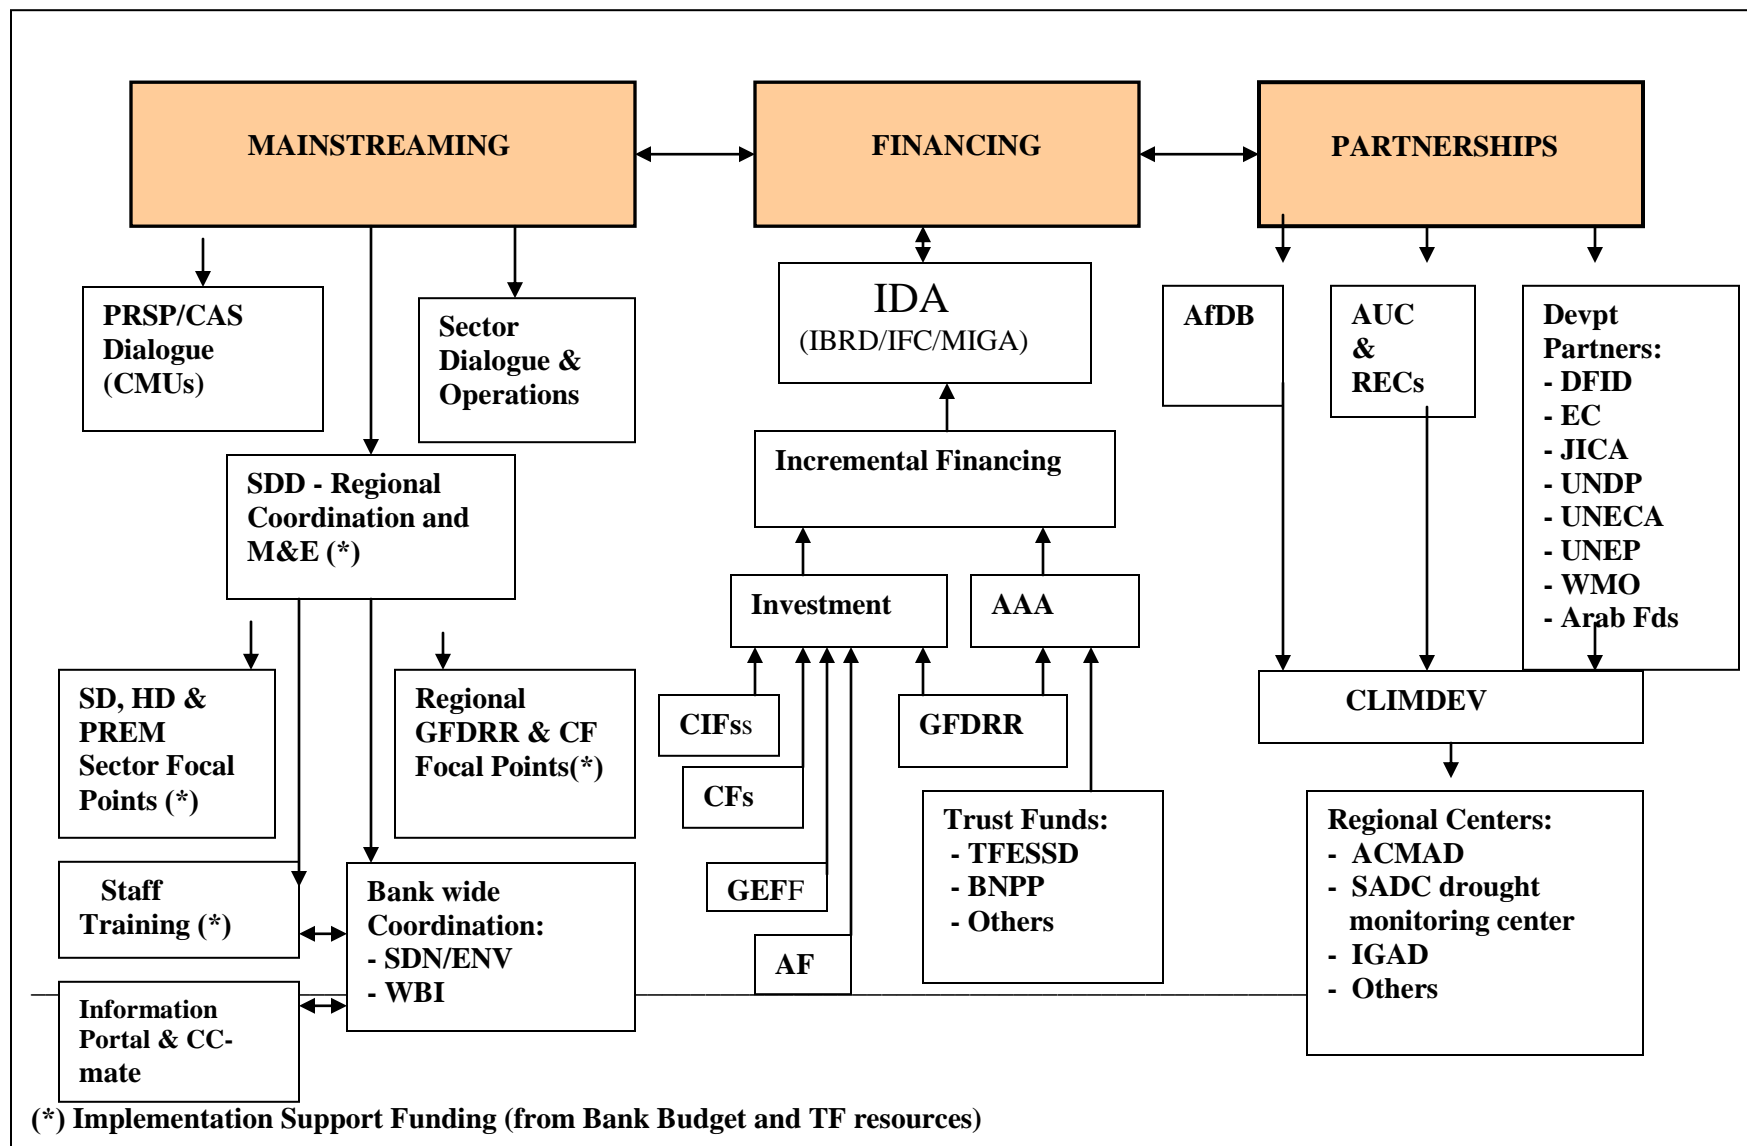 MAINSTREAMING
FINANCING
PARTNERSHIPS
PRSP/CAS
Dialogue
(CMUs)
Sector
Dialogue &
Operations
SDD - Regional
Coordination and
M&E (*)
SD, HD &
PREM
Sector Focal
Points (*)
Regional
GFDRR & CF
Focal Points(*)
Staff
Training (*)
Bank wide
Coordination:
- SDN/ENV
- WBI
Information
Portal & CC-
mate
IDA
(IBRD/IFC/MIGA)
Incremental Financing
Investment
AAA
CIFss
CFs
GEFF
AF
GFDRR
Trust Funds:
- TFESSD
- BNPP
- Others
AfDB
AUC
&
RECs
Devpt
Partners:
- DFID
- EC
- JICA
- UNDP
- UNECA
- UNEP
- WMO
- Arab Fds
CLIMDEV
Regional Centers:
- ACMAD
- SADC drought
monitoring center
- IGAD
- Others
(*) Implementation Support Funding (from Bank Budget and TF resources)